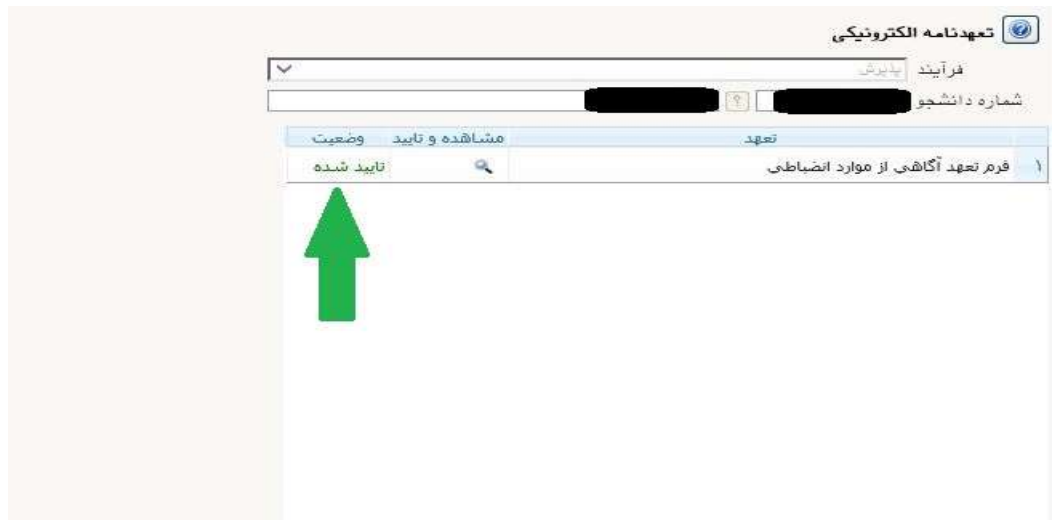 تعهدنامه الکترونیکی
فرآیند پذیرش
شماره دانشجو ؟
تعهد مشاهده و تایید وضعیت
۱ فرم تعهد آگاهی از موارد انضباطی تایید شده